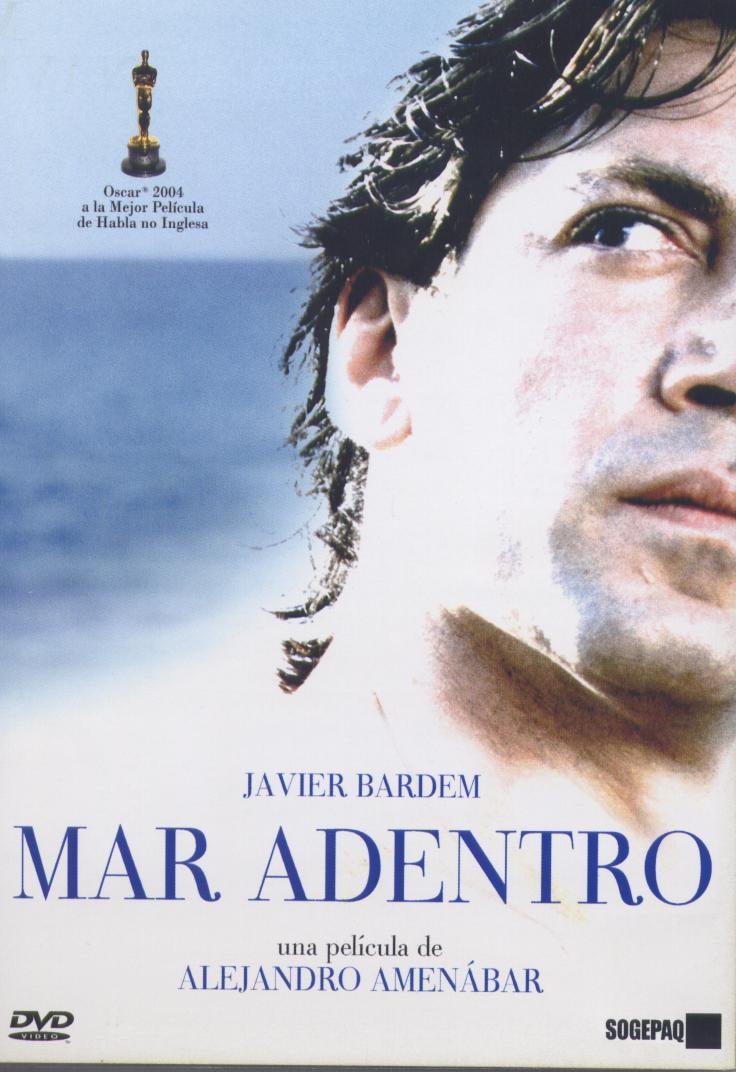 Oscar® 2004
a la Mejor Película
de Habla no Inglesa
JAVIER BARDEM
MAR ADENTRO
una película de
ALEJANDRO AMENÁBAR
DVD
VIDEO
SOGEPAQ